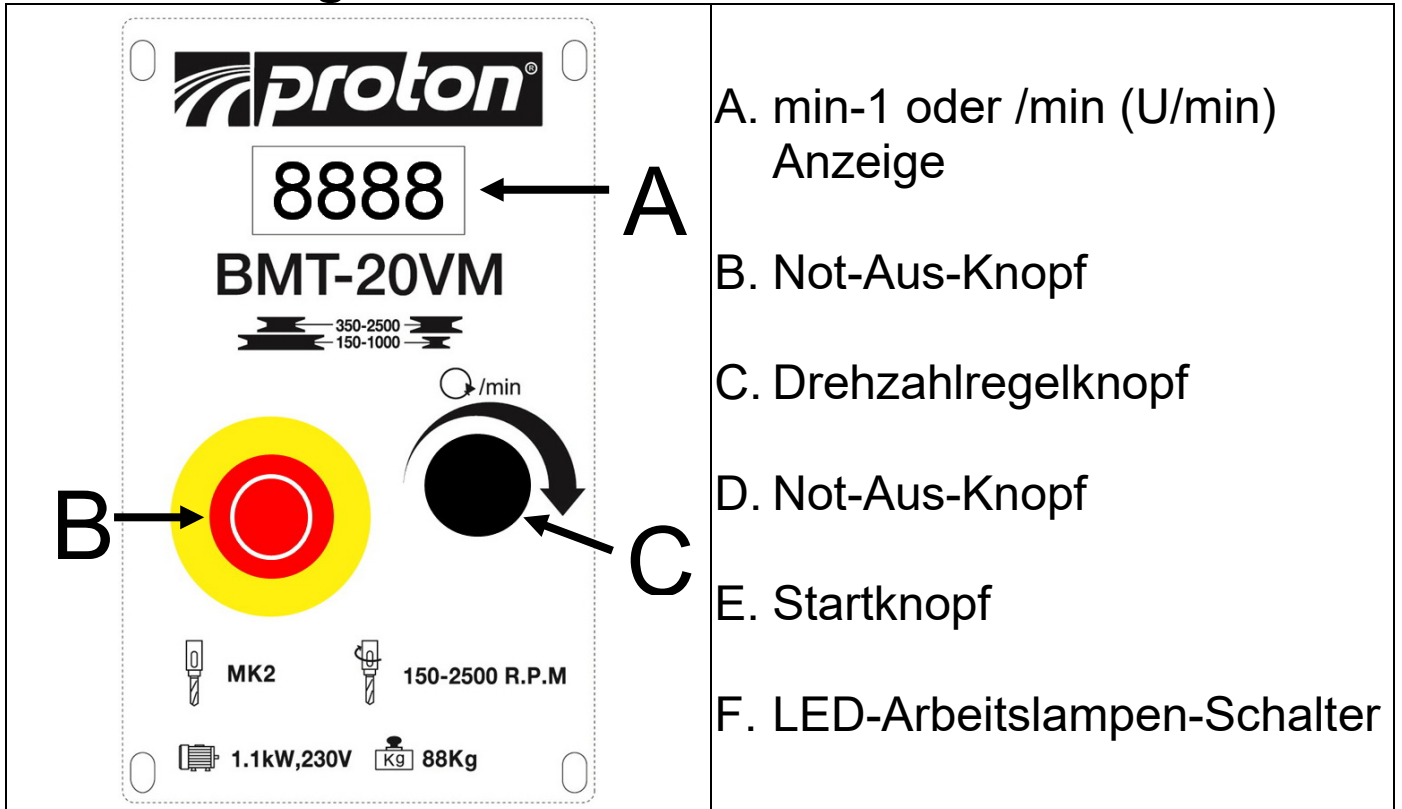 proton®
8888
A
BMT-20VM
350-2500
150-1000
/min
B
C
MK2
150-2500 R.P.M
1.1kW,230V
Kg
88Kg
A. min-1 oder /min (U/min)
Anzeige
B. Not-Aus-Knopf
C. Drehzahlregelknopf
D. Not-Aus-Knopf
E. Startknopf
F. LED-Arbeitslampen-Schalter